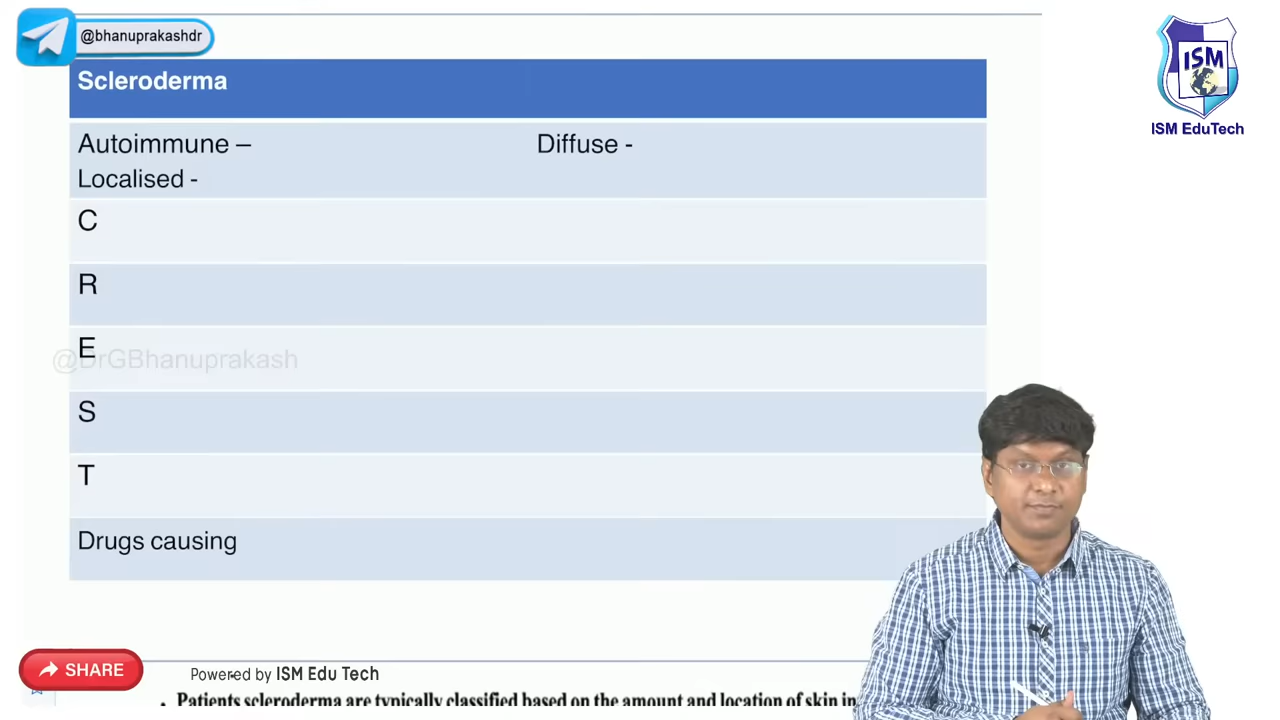 @bhanuprakashdr
ISM
ISM EduTech
Scleroderma
Autoimmune – Diffuse -
Localised -
C
R
E
@DrGBhanuprakash
S
T
Drugs causing
SHARE
Powered by ISM Edu Tech
Patients scleroderma are typically classified based on the amount and location of skin in